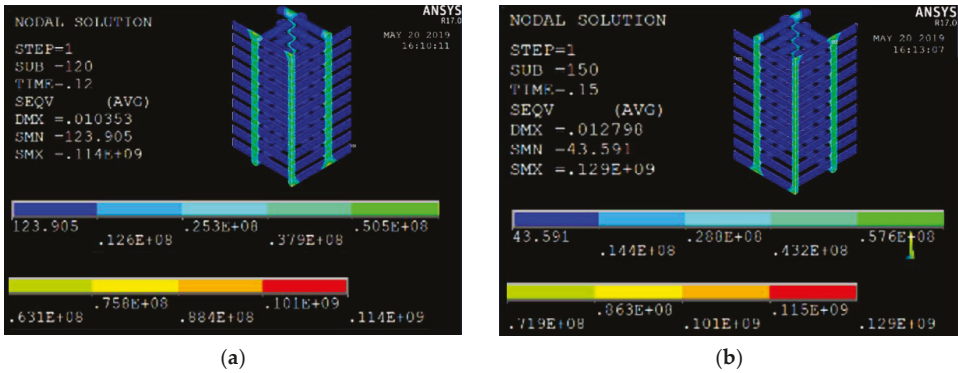 NODAL SOLUTION
STEP=1
SUB -120
TIME-.12
SEQV (AVG)
DMX =.010353
SMN -123.905
SMX -.114E+09
ANSYS
R17.0
MAY 20 2019
16:10:11
123.905 .253E+08 .505E+08
.126E+08 .379E+08
.758E+08 .101E+09
.631E+08 .884E+08 .114E+09
(a)
NODAL SOLUTION
STEP=1
SUB -150
TIME-.15
SEQV (AVG)
DMX -.012798
SMN -43.591
SMX =.129E+09
ANSYS
R17.0
MAY 20 2019
16:13:07
43.591 .288E+08 .576E+08
.144E+08 .432E+08
.863E+08 .115E+09
.719E+08 .101E+09 .129E+09
(b)